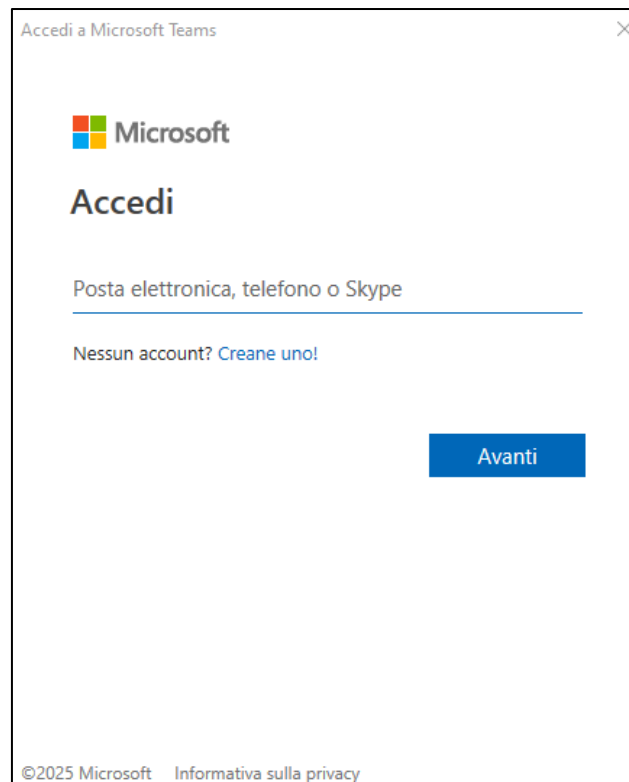 Accedi a Microsoft Teams
Microsoft
Accedi
Posta elettronica, telefono o Skype
Nessun account? Creane uno!
Avanti
©2025 Microsoft Informativa sulla privacy